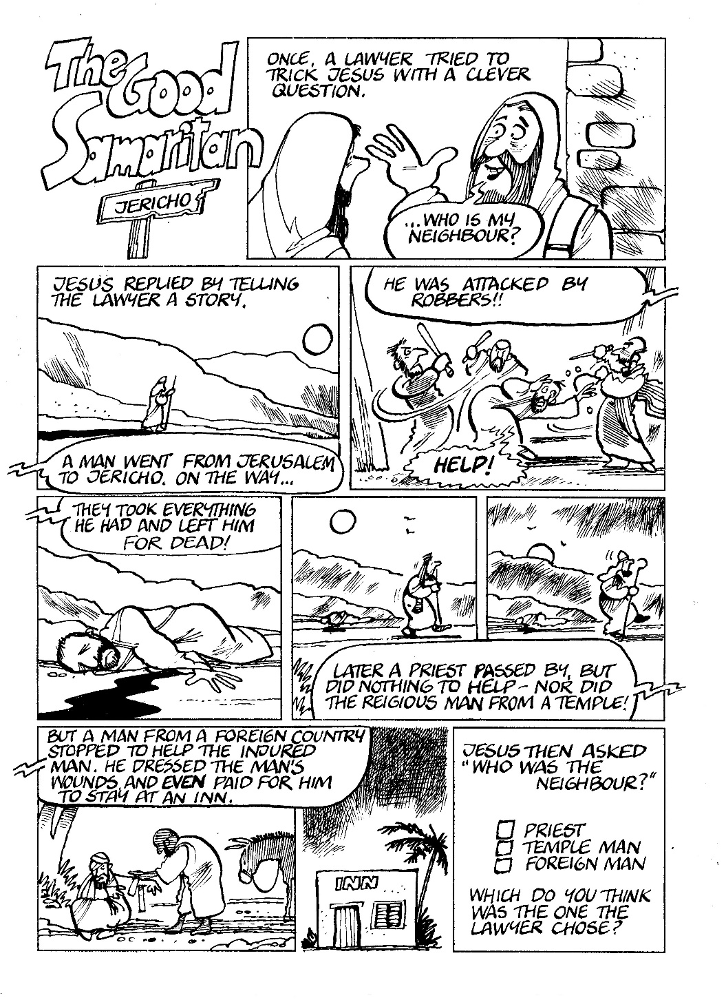 The Good
Samaritan
JERICHO
ONCE, A LAWYER TRIED TO
TRICK JESUS WITH A CLEVER
QUESTION.
...WHO IS MY
NEIGHBOUR?
JESUS REPLIED BY TELLING
THE LAWYER A STORY.
A MAN WENT FROM JERUSALEM
TO JERICHO. ON THE WAY...
HE WAS ATTACKED BY
ROBBERS!!
HELP!
THEY TOOK EVERYTHING
HE HAD AND LEFT HIM
FOR DEAD!
LATER A PRIEST PASSED BY, BUT
DID NOTHING TO HELP - NOR DID
THE REIGIOUS MAN FROM A TEMPLE!
BUT A MAN FROM A FOREIGN COUNTRY
STOPPED TO HELP THE INJURED
MAN. HE DRESSED THE MAN'S
WOUNDS, AND EVEN PAID FOR HIM
TO STAY AT AN INN.
INN
JESUS THEN ASKED
"WHO WAS THE
NEIGHBOUR?"
PRIEST
TEMPLE MAN
FOREIGN MAN
WHICH DO YOU THINK
WAS THE ONE THE
LAWYER CHOSE?